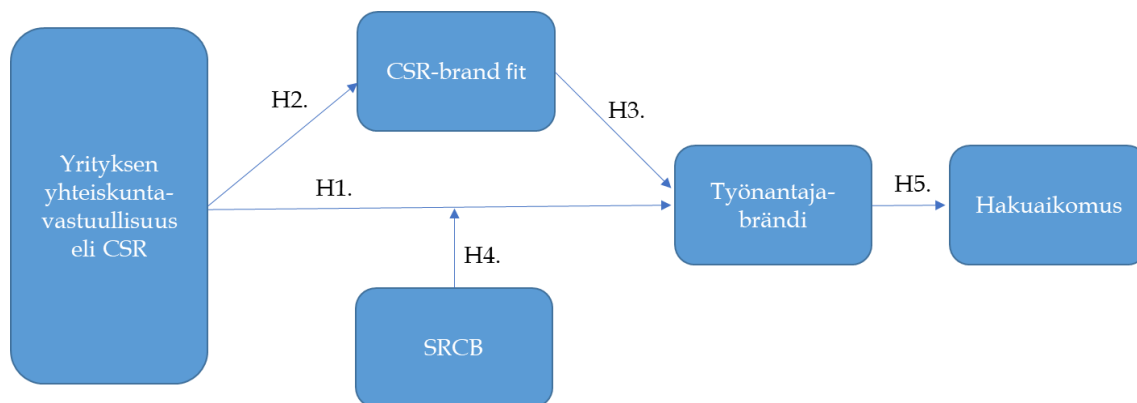 Yrityksen
yhteiskunta-
vastuullisuus
eli CSR
H2.
CSR-brand fit
H3.
H1.
Työnantaja-
brändi
H5.
Hakuaikomus
H4.
SRCB